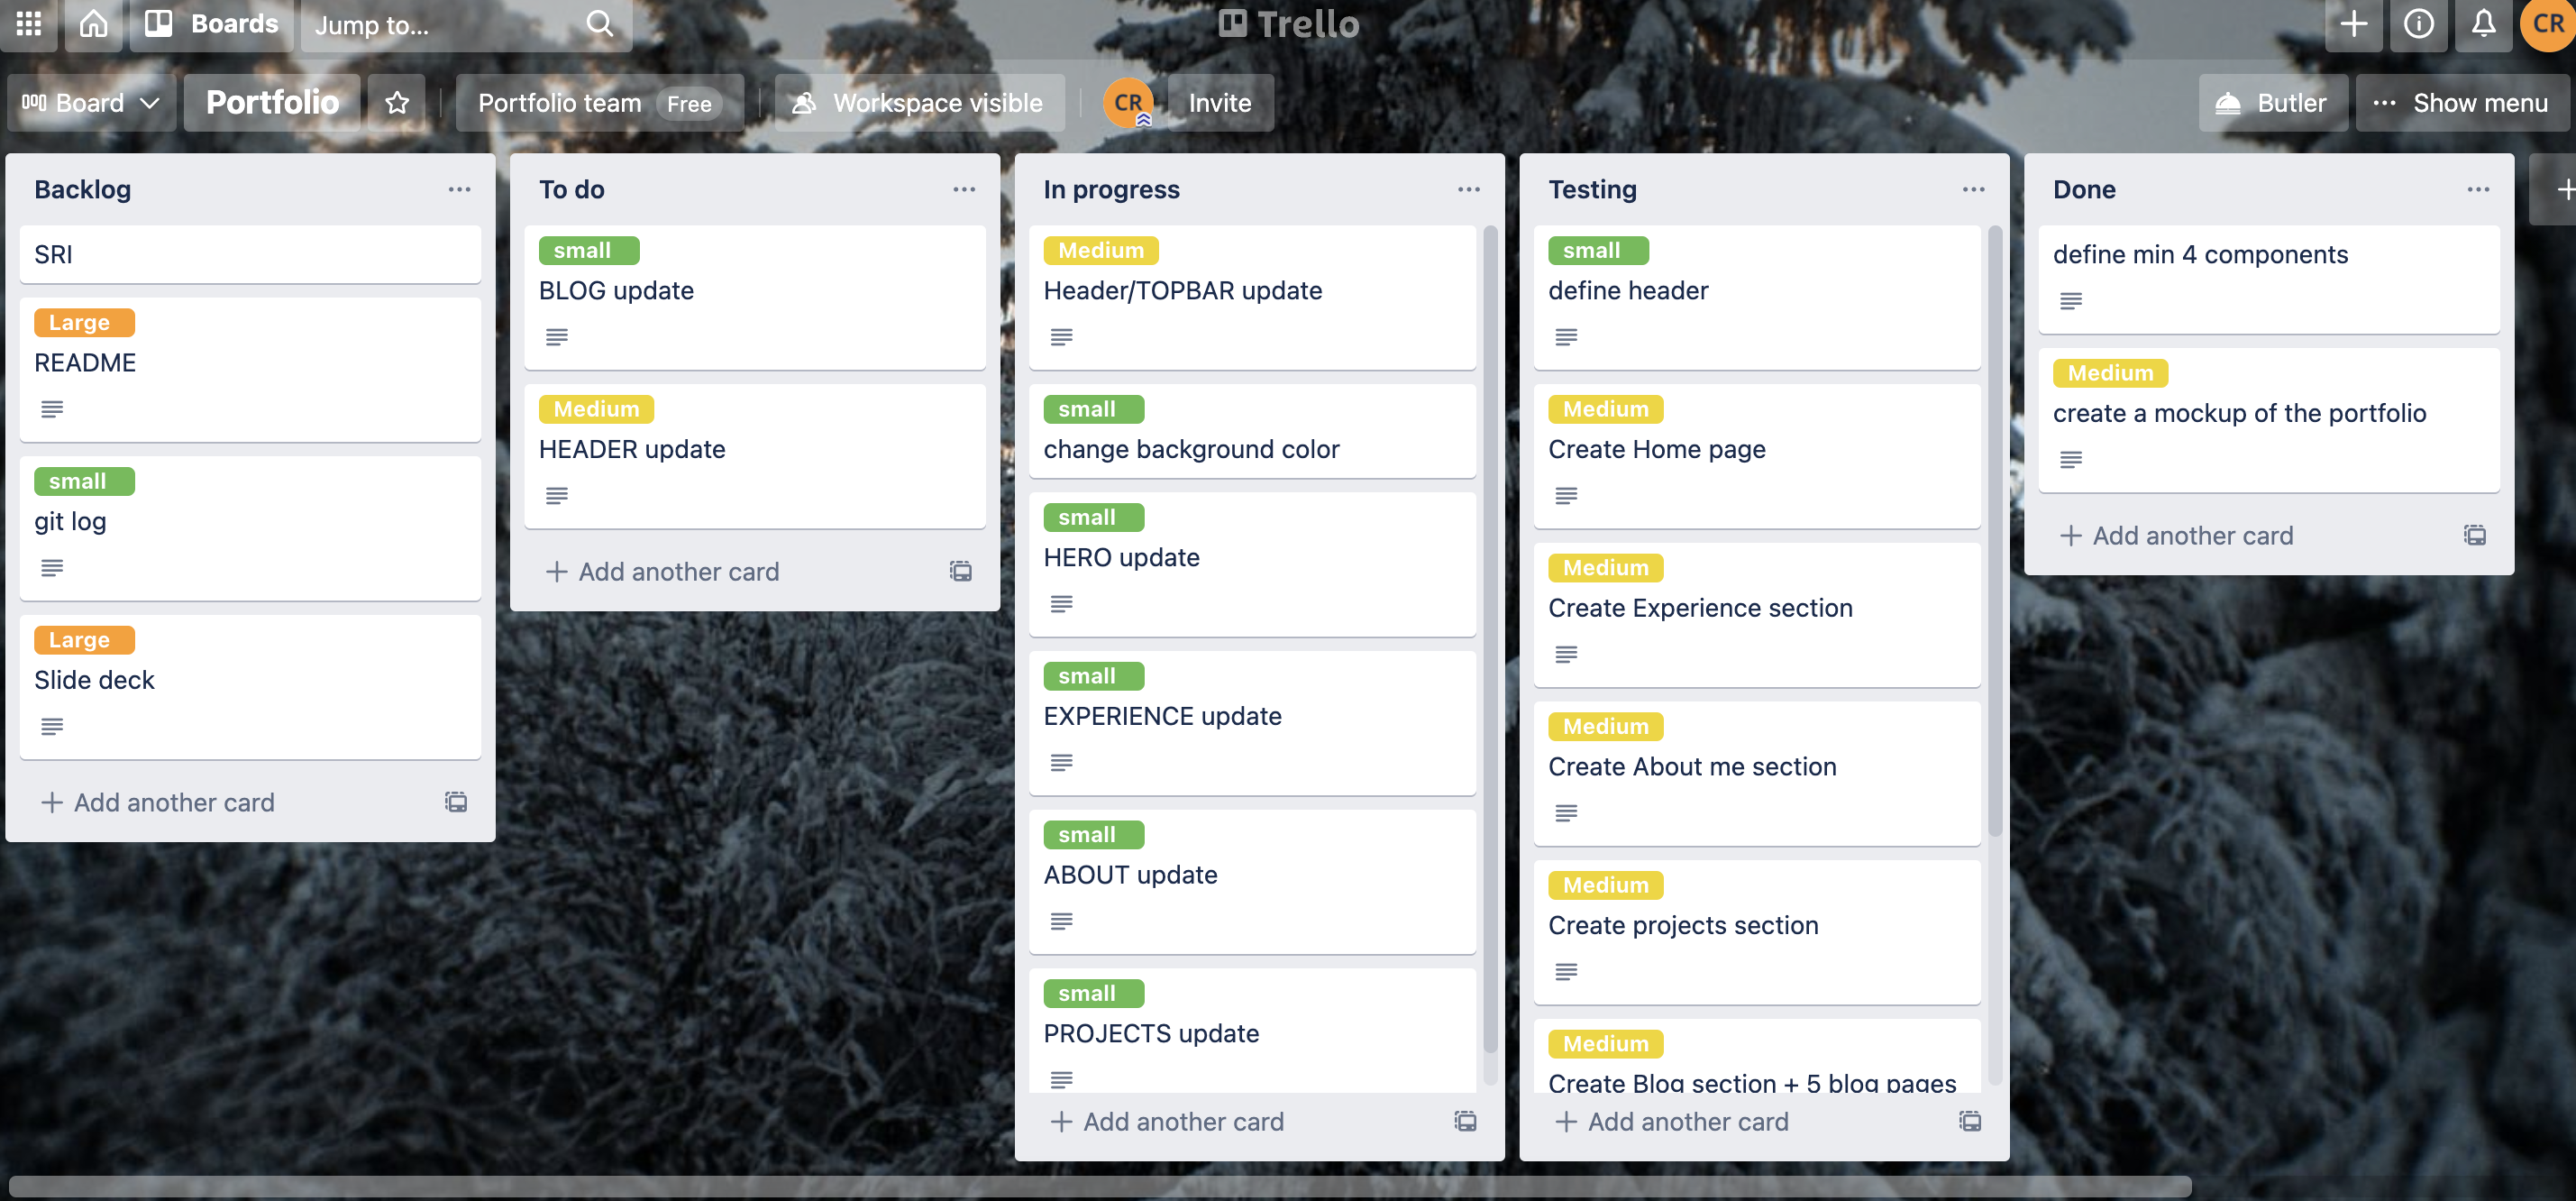 Boards
Jump to...
Trello
CR
Board
Portfolio
Portfolio team Free
Workspace visible
CR
Invite
Butler
Show menu
Backlog
SRI
Large
README
small
git log
Large
Slide deck
Add another card
To do
small
BLOG update
Medium
HEADER update
Add another card
In progress
Medium
Header/TOPBAR update
small
change background color
small
HERO update
small
EXPERIENCE update
small
ABOUT update
small
PROJECTS update
Add another card
Testing
small
define header
Medium
Create Home page
Medium
Create Experience section
Medium
Create About me section
Medium
Create projects section
Medium
Create Blog section + 5 blog pages
Add another card
Done
define min 4 components
Medium
create a mockup of the portfolio
Add another card